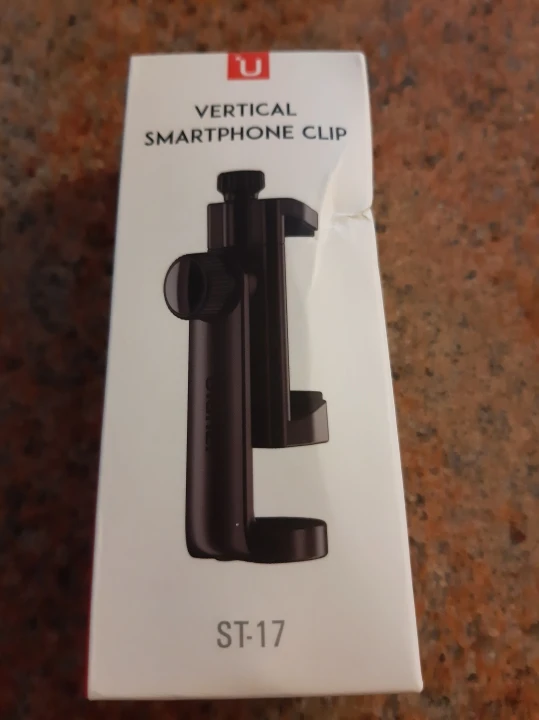 U
VERTICAL
SMARTPHONE CLIP
ST-17